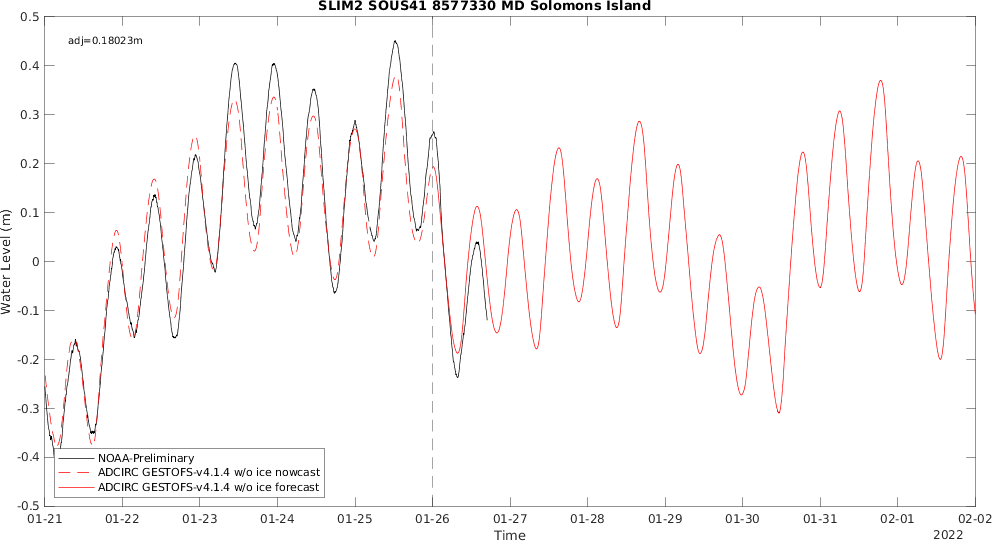 SLIM2 SOUS41 8577330 MD Solomons Island
adj=0.18023m
Water Level (m)
0.5
0.4
0.3
0.2
0.1
0
-0.1
-0.2
-0.3
-0.4
-0.5
NOAA-Preliminary
ADCIRC GESTOFS-v4.1.4 w/o ice nowcast
ADCIRC GESTOFS-v4.1.4 w/o ice forecast
01-21 01-22 01-23 01-24 01-25 01-26 01-27 01-28 01-29 01-30 01-31 02-01 02-02
Time
2022